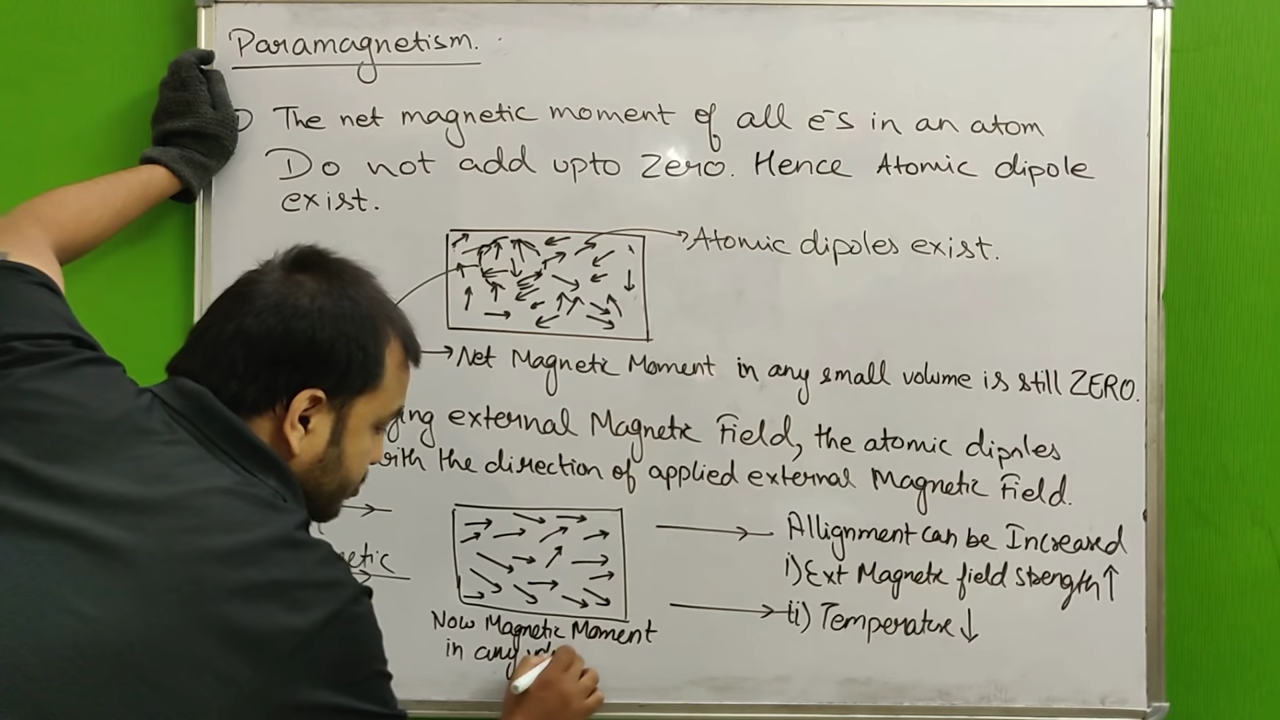 Paramagnetism.
The net magnetic moment of all e⁻s in an atom
Do not add upto Zero. Hence Atomic dipole
exist.
Atomic dipoles exist.
Net Magnetic Moment in any small volume is still ZERO.
external Magnetic Field, the atomic dipoles
with the direction of applied external Magnetic Field.
Allignment can be Increased
i) Ext Magnetic field strength ↑
ii) Temperature ↓
Now Magnetic Moment
in any